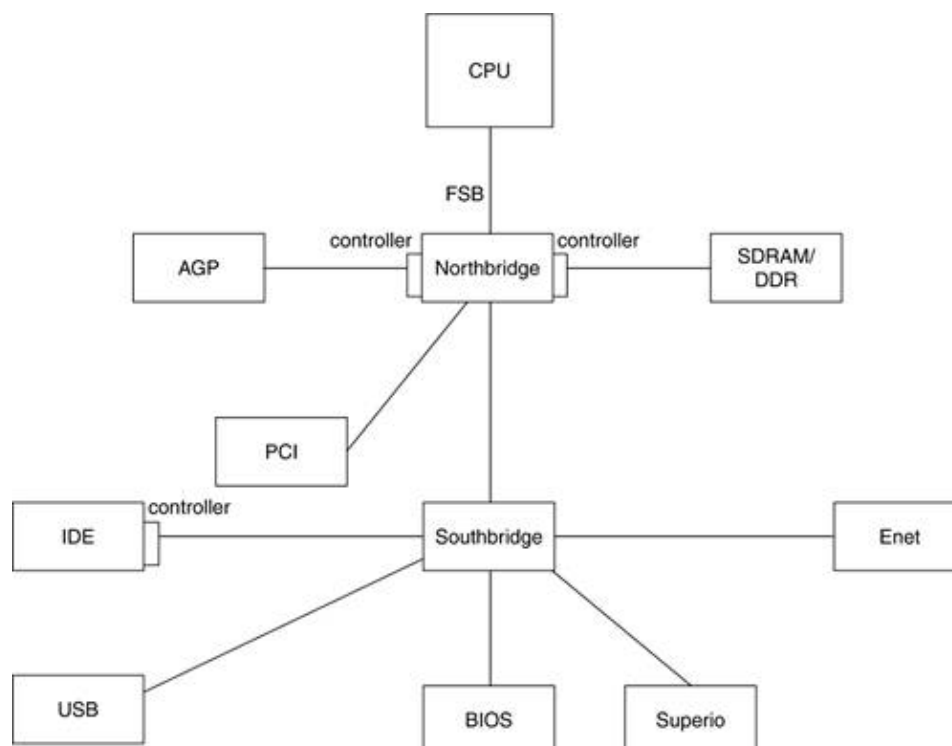 CPU
FSB
controller
controller
AGP
Northbridge
SDRAM/
DDR
PCI
controller
IDE
Southbridge
Enet
USB
BIOS
Superio